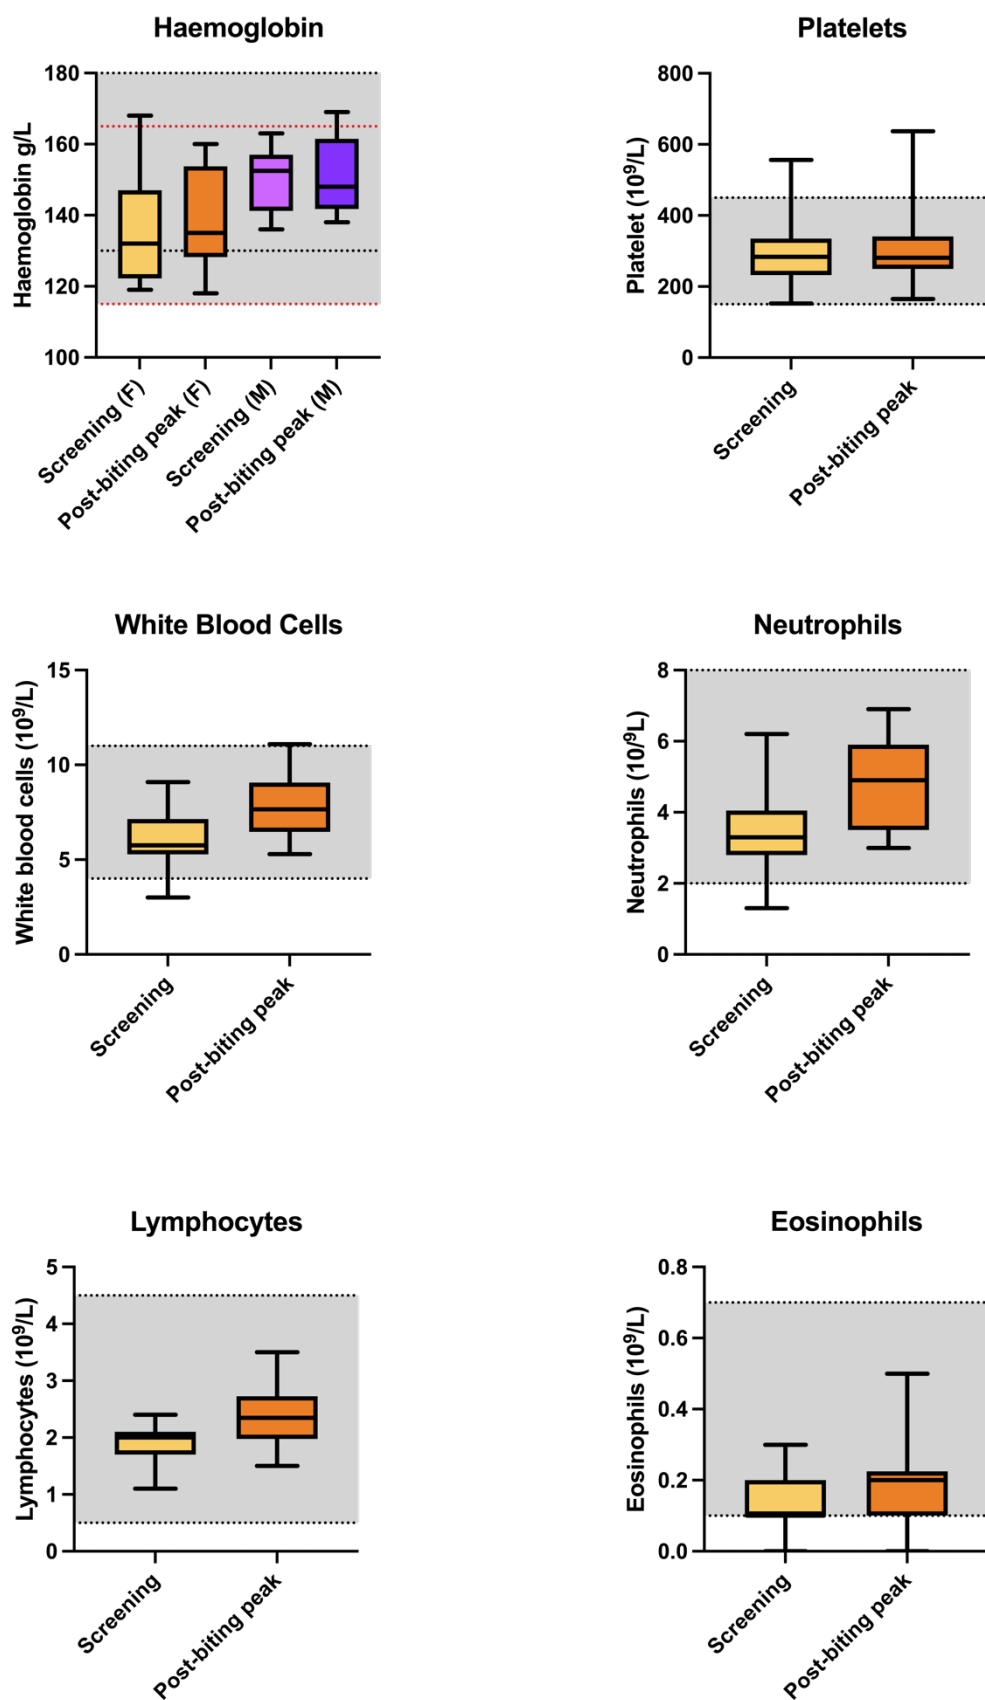 Haemoglobin
Haemoglobin g/L
180
160
140
120
100
Screening (F)
Post-biting peak (F)
Screening (M)
Post-biting peak (M)
Platelets
Platelet (10⁹/L)
800
600
400
200
0
Screening
Post-biting peak
White Blood Cells
White blood cells (10⁹/L)
15
10
5
0
Screening
Post-biting peak
Neutrophils
Neutrophils (10/⁹L)
8
6
4
2
0
Screening
Post-biting peak
Lymphocytes
Lymphocytes (10⁹/L)
5
4
3
2
1
0
Screening
Post-biting peak
Eosinophils
Eosinophils (10⁹/L)
0.8
0.6
0.4
0.2
0.0
Screening
Post-biting peak